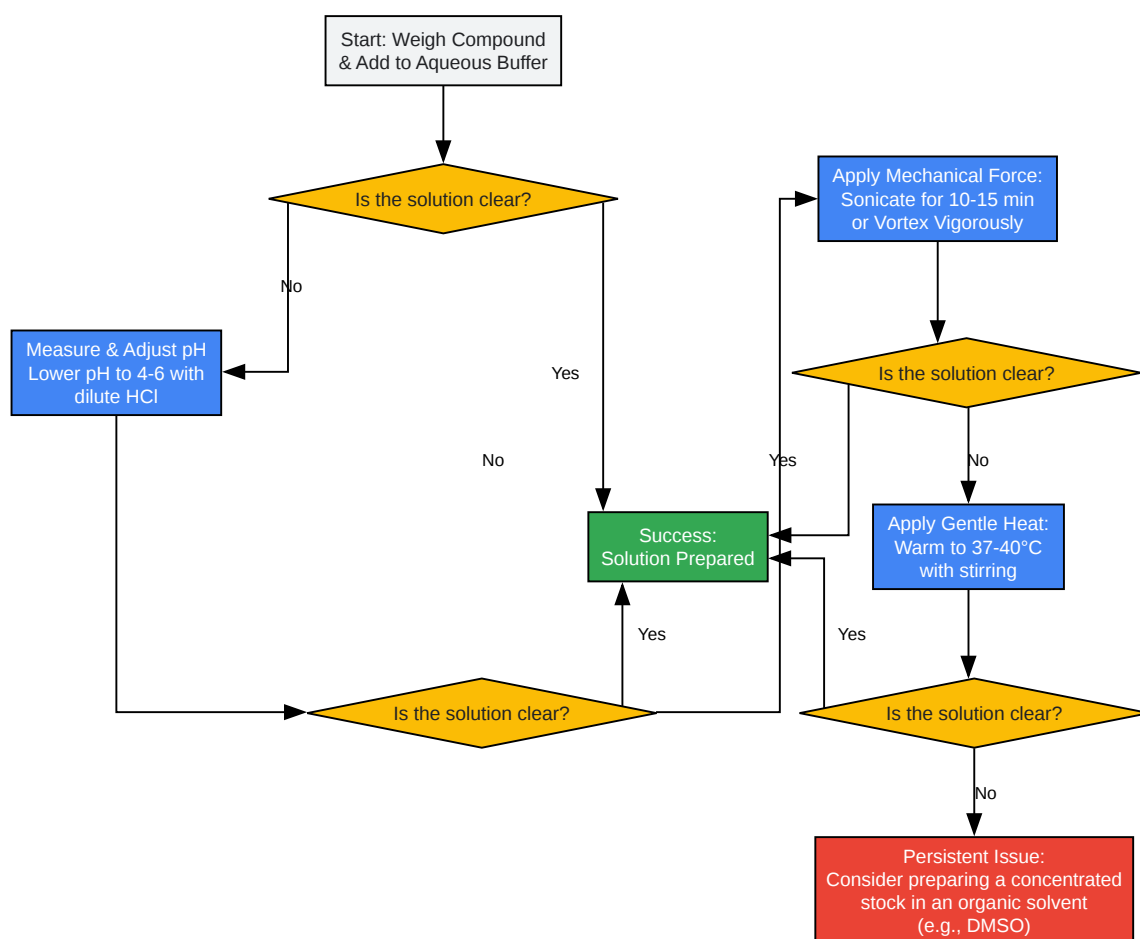 Start: Weigh Compound
& Add to Aqueous Buffer
Is the solution clear?
No
Yes
Measure & Adjust pH
Lower pH to 4-6 with
dilute HCl
Is the solution clear?
No
Yes
Success:
Solution Prepared
Apply Mechanical Force:
Sonicate for 10-15 min
or Vortex Vigorously
Is the solution clear?
Yes
No
Apply Gentle Heat:
Warm to 37-40°C
with stirring
Is the solution clear?
Yes
No
Persistent Issue:
Consider preparing a concentrated
stock in an organic solvent
(e.g., DMSO)